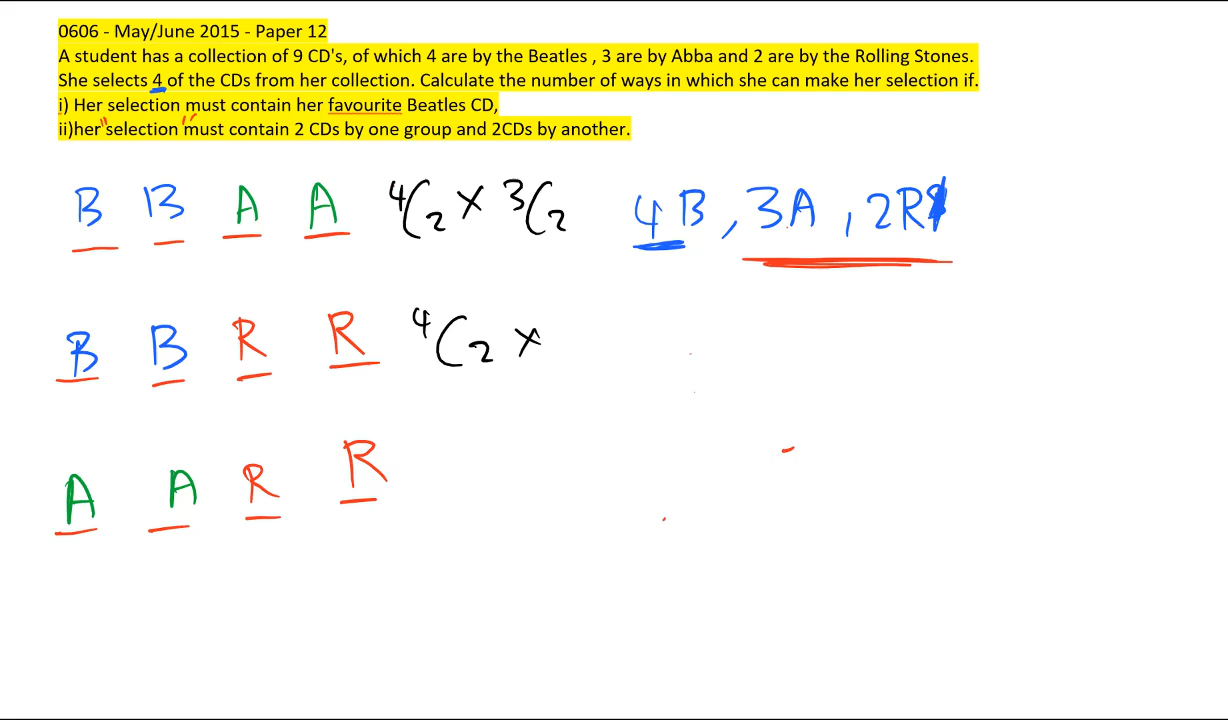 0606 - May/June 2015 - Paper 12
A student has a collection of 9 CD's, of which 4 are by the Beatles , 3 are by Abba and 2 are by the Rolling Stones.
She selects 4 of the CDs from her collection. Calculate the number of ways in which she can make her selection if.
i) Her selection must contain her favourite Beatles CD,
ii)her selection must contain 2 CDs by one group and 2CDs by another.
B B A A ⁴C₂ × ³C₂ 4B, 3A, 2R
B B R R ⁴C₂ ×
A A R R